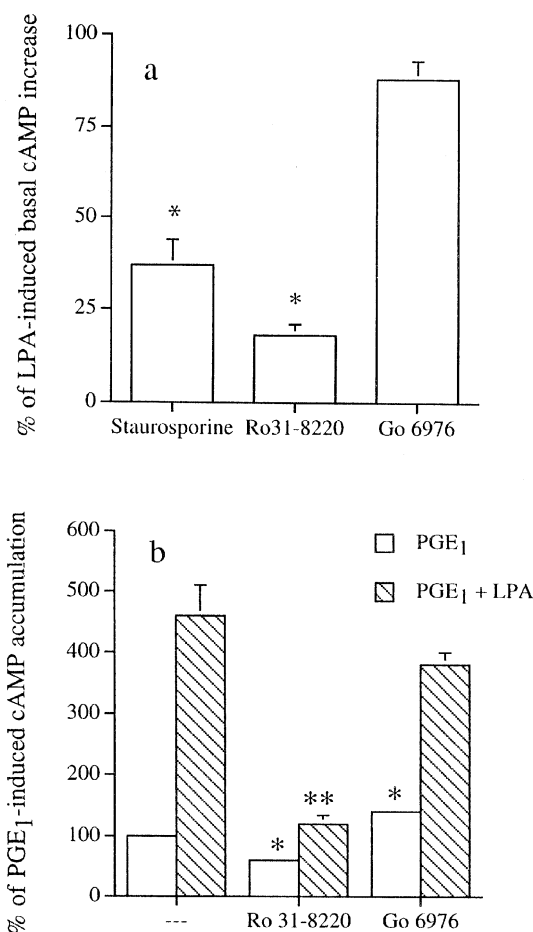 % of LPA-induced basal cAMP increase
a
100
75
50
25
0
*
*
Staurosporine Ro31-8220 Go 6976
% of PGE1-induced cAMP accumulation
b
PGE1
PGE1 + LPA
600
500
400
300
200
100
0
*
**
*
--- Ro 31-8220 Go 6976